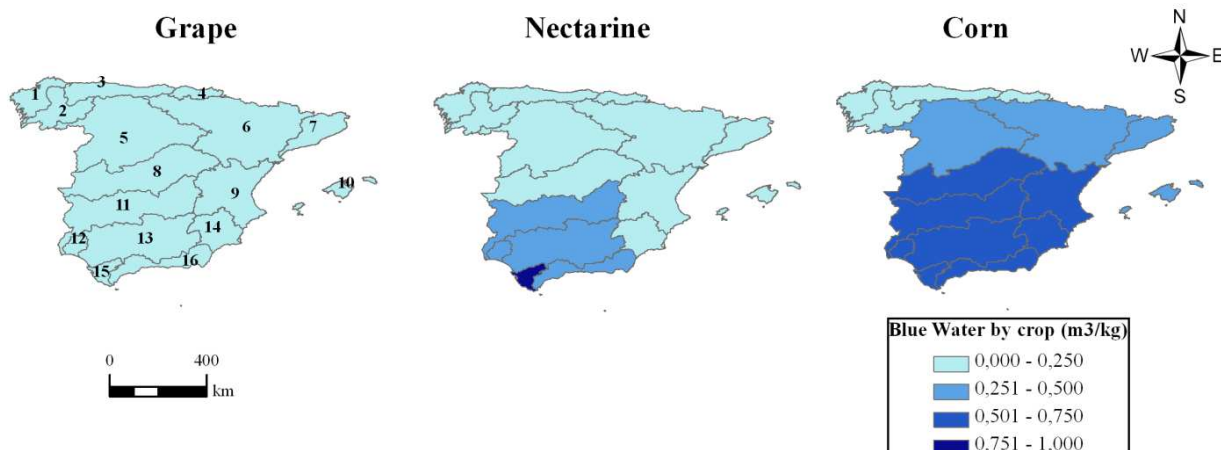 Grape
Nectarine
Corn
N
W E
S
1
2
3
4
5
6
7
8
9
10
11
12
13
14
15
16
0 400
km
Blue Water by crop (m3/kg)
0,000 - 0,250
0,251 - 0,500
0,501 - 0,750
0,751 - 1,000